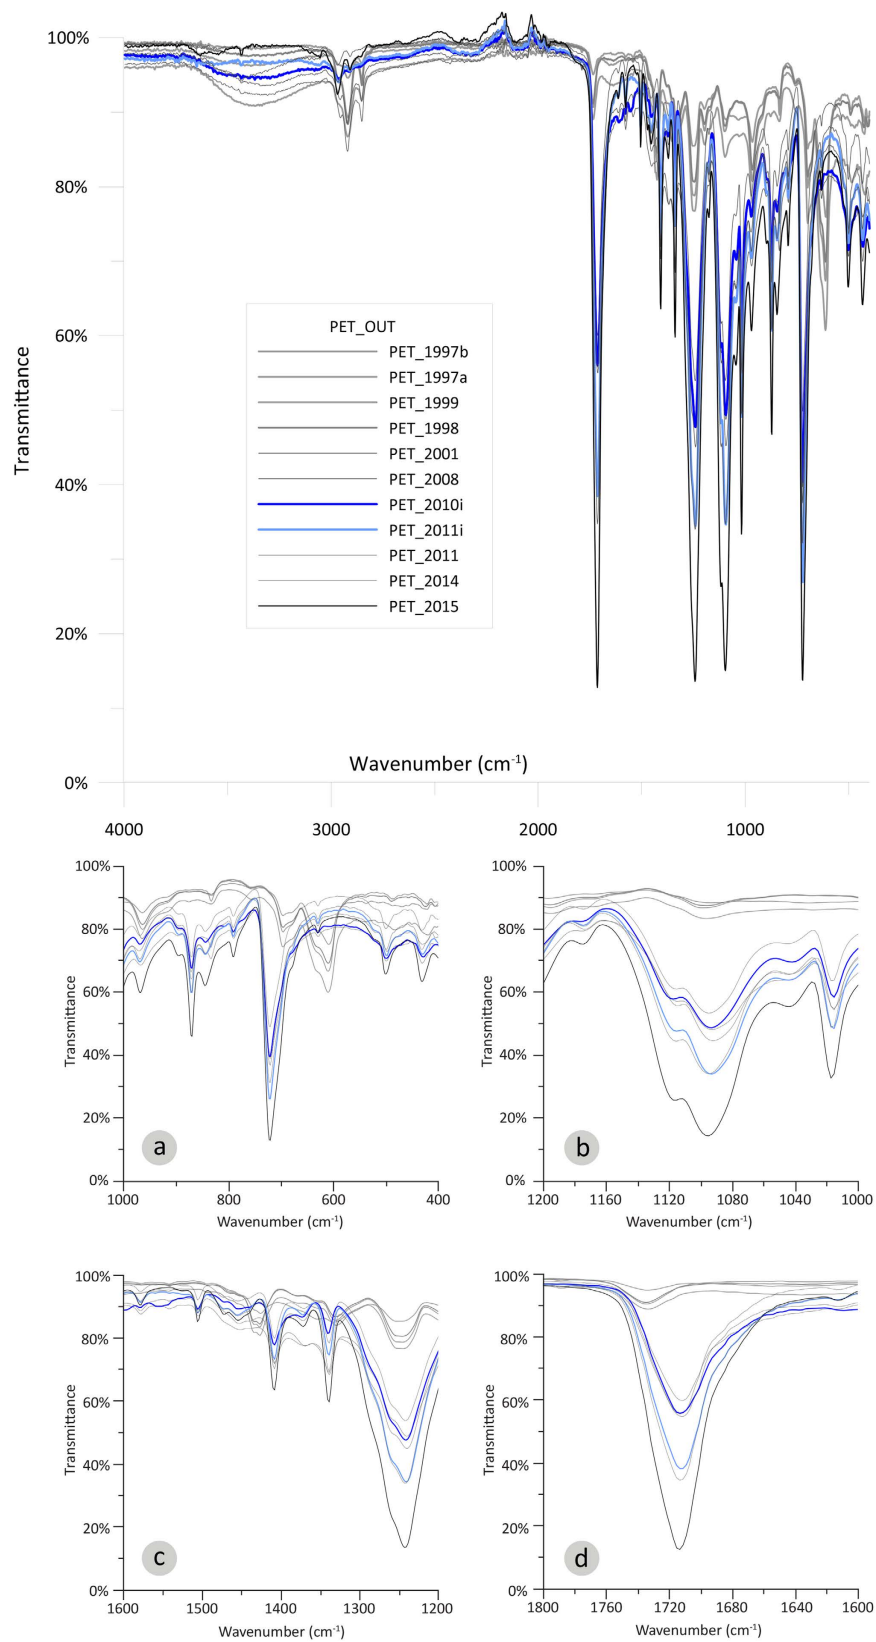 100%
80%
60%
40%
20%
0%
Transmittance
PET_OUT
PET_1997b
PET_1997a
PET_1999
PET_1998
PET_2001
PET_2008
PET_2010i
PET_2011i
PET_2011
PET_2014
PET_2015
Wavenumber (cm⁻¹)
4000 3000 2000 1000
100%
80%
60%
40%
20%
0%
Transmittance
a
1000 800 600 400
Wavenumber (cm⁻¹)
100%
80%
60%
40%
20%
0%
Transmittance
b
1200 1160 1120 1080 1040 1000
Wavenumber (cm⁻¹)
100%
80%
60%
40%
20%
0%
Transmittance
c
1600 1500 1400 1300 1200
Wavenumber (cm⁻¹)
100%
80%
60%
40%
20%
0%
Transmittance
d
1800 1760 1720 1680 1640 1600
Wavenumber (cm⁻¹)